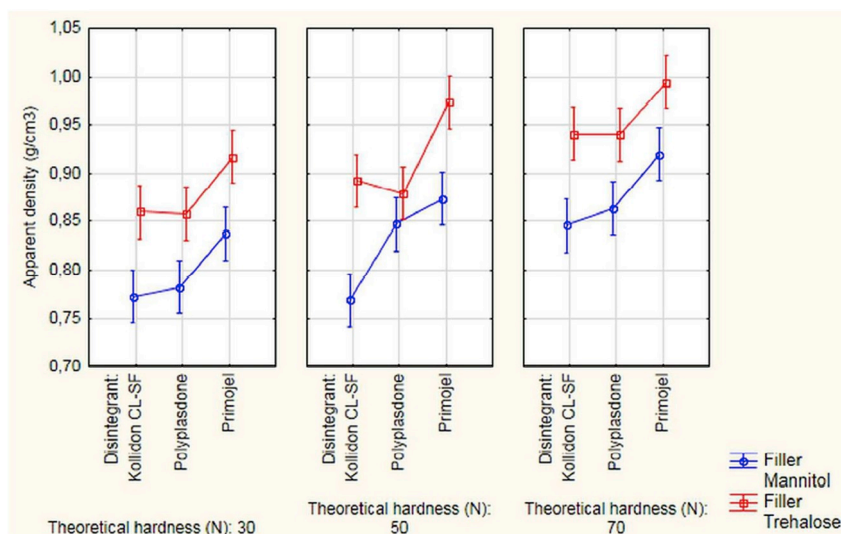 Apparent density (g/cm3)
1,05
1,00
0,95
0,90
0,85
0,80
0,75
0,70
Disintegrant:
Kollidon CL-SF
Polyplasdone
Primojel
Theoretical hardness (N): 30
Disintegrant:
Kollidon CL-SF
Polyplasdone
Primojel
Theoretical hardness (N):
50
Disintegrant:
Kollidon CL-SF
Polyplasdone
Primojel
Theoretical hardness (N):
70
Filler
Mannitol
Filler
Trehalose